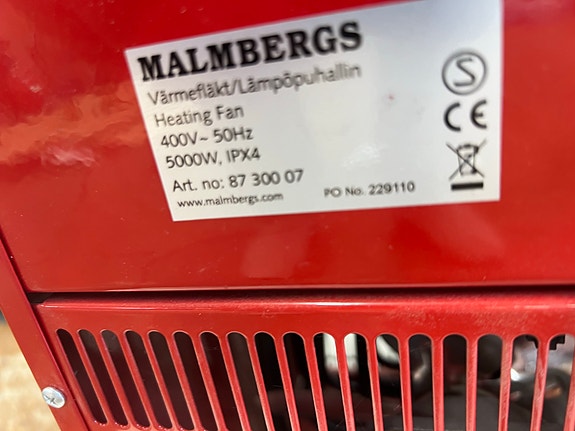 MALMBERGS
Värmefläkt/Lämpöpuhallin
Heating Fan
400V~ 50Hz
5000W, IPX4
Art. no: 87 300 07
www.malmbergs.com
PO No. 229110
S
CE